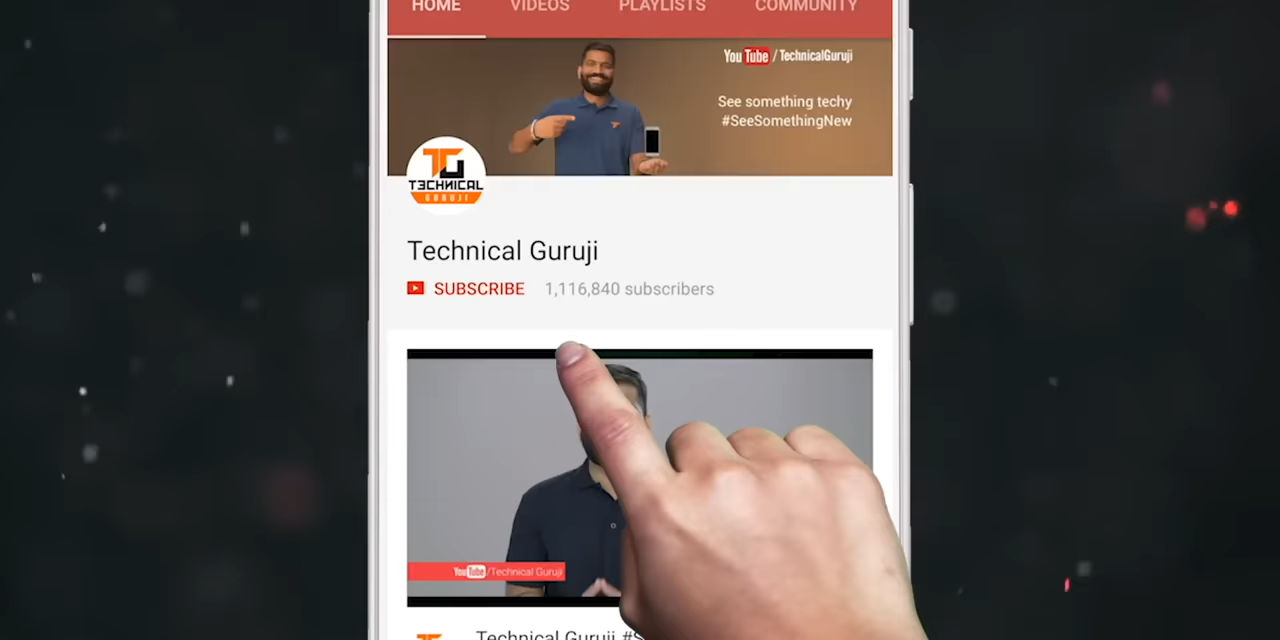 HOME VIDEOS PLAYLISTS COMMUNITY
YouTube / TechnicalGuruji
See something techy
#SeeSomethingNew
TG
TECHNICAL
GURUJI
Technical Guruji
SUBSCRIBE 1,116,840 subscribers
YouTube/Technical Guruji
Technical Guruji #S